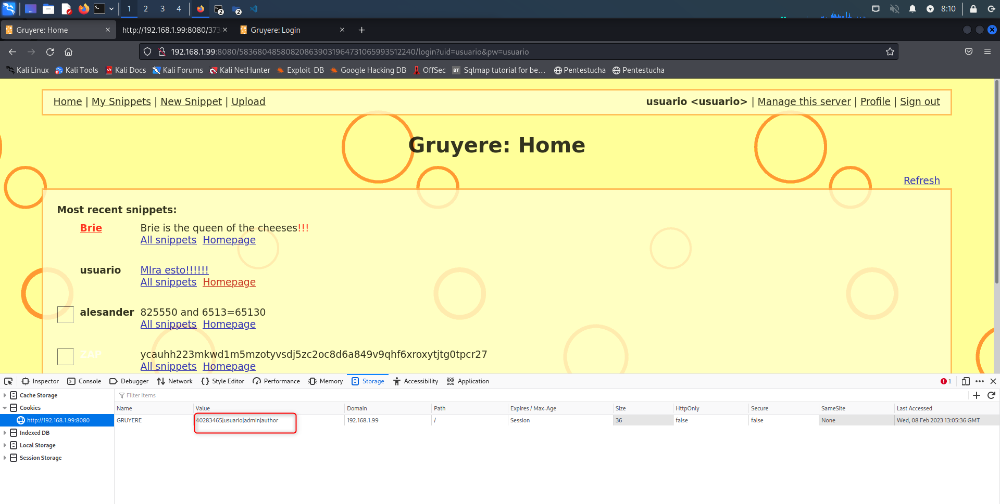 1 2 3 4 2 2 8:10
Gruyere: Home × http://192.168.1.99:8080/373 × Gruyere: Login × +
192.168.1.99:8080/583680485808208639031964731065993512240/login?uid=usuario&pw=usuario
Kali Linux Kali Tools Kali Docs Kali Forums Kali NetHunter Exploit-DB Google Hacking DB OffSec BT Sqlmap tutorial for be… Pentestucha Pentestucha
Home | My Snippets | New Snippet | Upload usuario <usuario> | Manage this server | Profile | Sign out
Gruyere: Home
Refresh
Most recent snippets:
Brie Brie is the queen of the cheeses!!!
All snippets Homepage
usuario MIra esto!!!!!!
All snippets Homepage
alesander 825550 and 6513=65130
All snippets Homepage
ZAP ycauhh223mkwd1m5mzotyvsdj5zc2oc8d6a849v9qhf6xroxytjtg0tpcr27
All snippets Homepage
Inspector Console Debugger Network Style Editor Performance Memory Storage Accessibility Application 1
Cache Storage Filter Items
Cookies Name Value Domain Path Expires / Max-Age Size HttpOnly Secure SameSite Last Accessed
http://192.168.1.99:8080 GRUYERE 40283465|usuario|admin|author 192.168.1.99 / Session 36 false false None Wed, 08 Feb 2023 13:05:36 GMT
Indexed DB
Local Storage
Session Storage